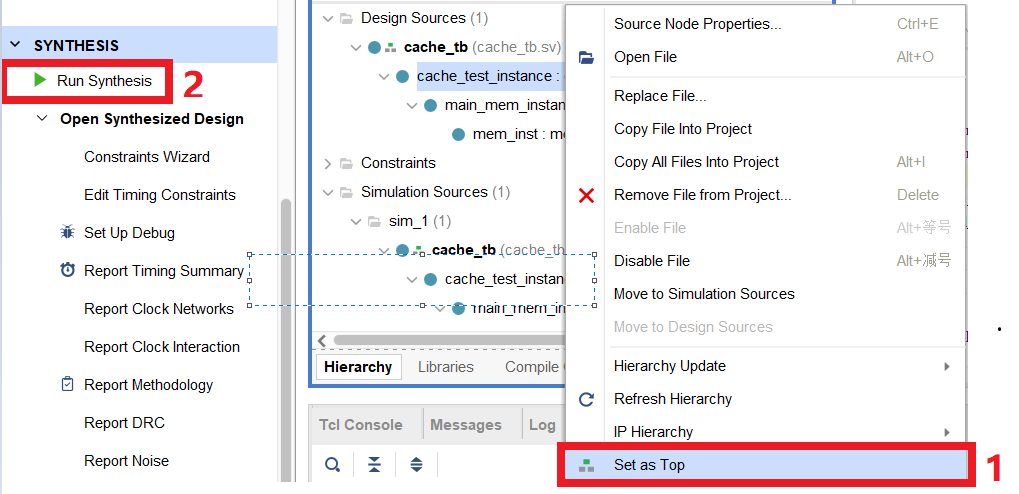 SYNTHESIS
Run Synthesis
2
Open Synthesized Design
Constraints Wizard
Edit Timing Constraints
Set Up Debug
Report Timing Summary
Report Clock Networks
Report Clock Interaction
Report Methodology
Report DRC
Report Noise
Design Sources (1)
cache_tb (cache_tb.sv)
cache_test_instance :
main_mem_instan
mem_inst : m
Constraints
Simulation Sources (1)
sim_1 (1)
cache_tb (cache_tb
cache_test_instan
main_mem_in
Hierarchy Libraries Compile
Tcl Console Messages Log
Source Node Properties... Ctrl+E
Open File Alt+O
Replace File...
Copy File Into Project
Copy All Files Into Project Alt+I
Remove File from Project... Delete
Enable File Alt+等号
Disable File Alt+减号
Move to Simulation Sources
Move to Design Sources
Hierarchy Update
Refresh Hierarchy
IP Hierarchy
Set as Top
1
.